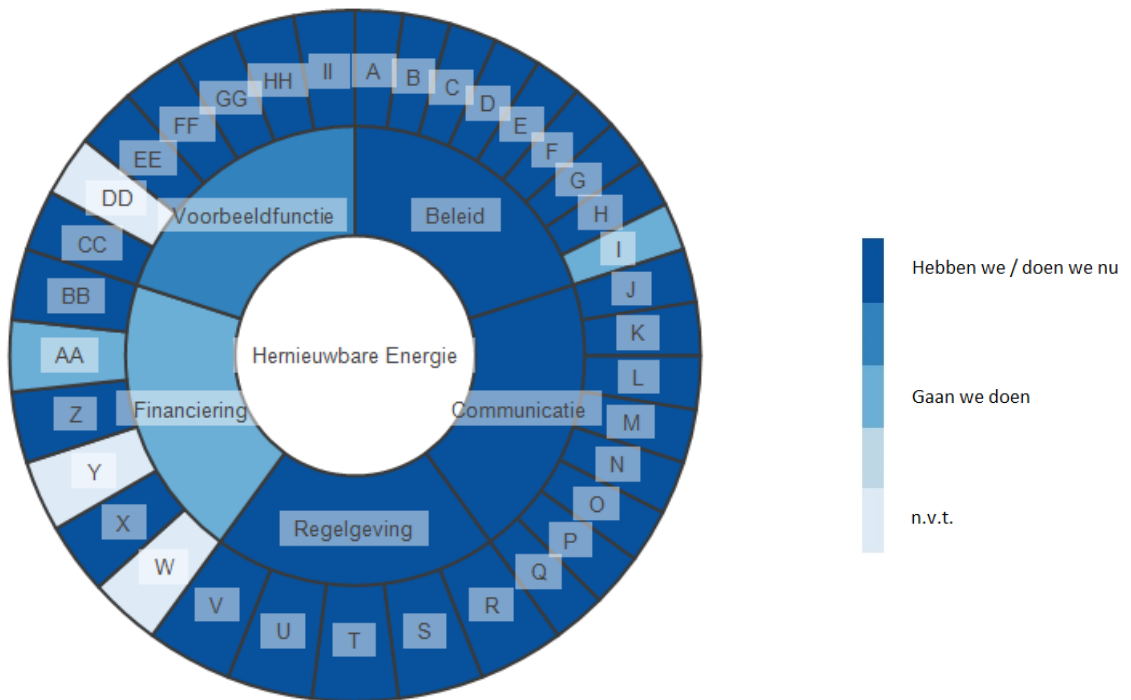 A
B
C
D
E
F
G
H
I
J
K
L
M
N
O
P
Q
R
S
T
U
V
W
X
Y
Z
AA
BB
CC
DD
EE
FF
GG
HH
II
Voorbeeldfunctie
Beleid
Hernieuwbare Energie
Financiering
Communicatie
Regelgeving
Hebben we / doen we nu
Gaan we doen
n.v.t.